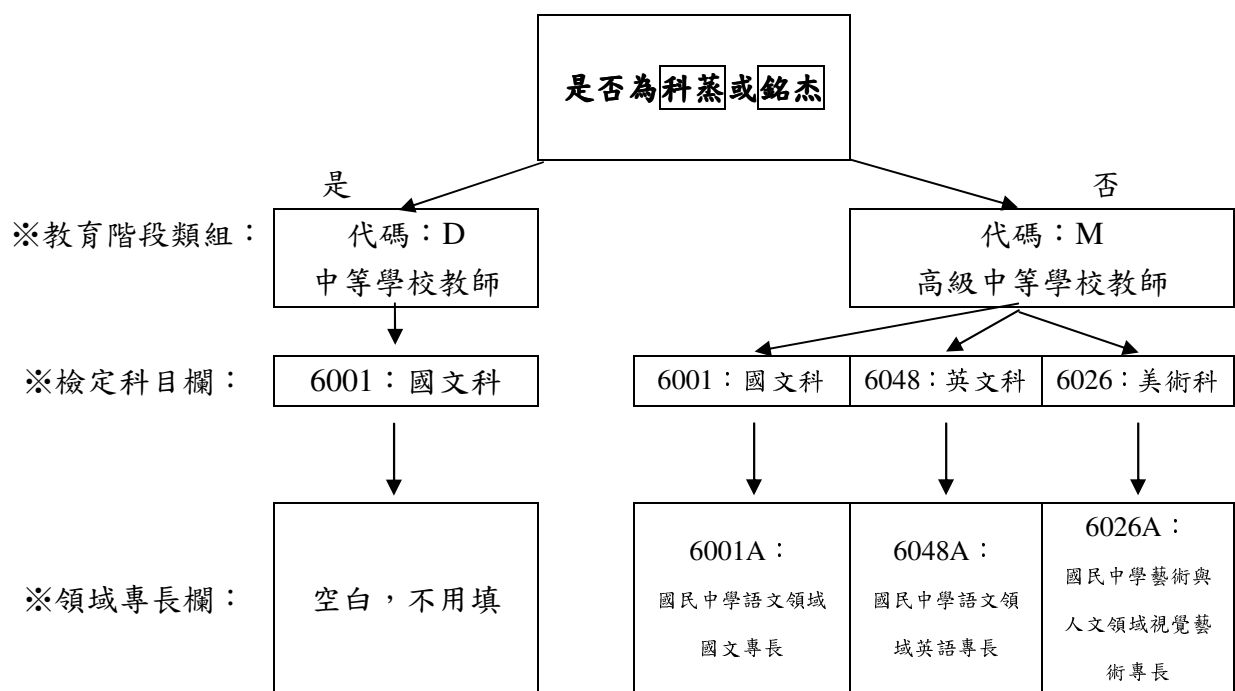 是否為科蒸或銘杰
是 否
※教育階段類組：
代碼：D
中等學校教師
代碼：M
高級中等學校教師
※檢定科目欄：
6001：國文科
6001：國文科
6048：英文科
6026：美術科
※領域專長欄：
空白，不用填
6001A：
國民中學語文領域
國文專長
6048A：
國民中學語文領
域英語專長
6026A：
國民中學藝術與
人文領域視覺藝
術專長